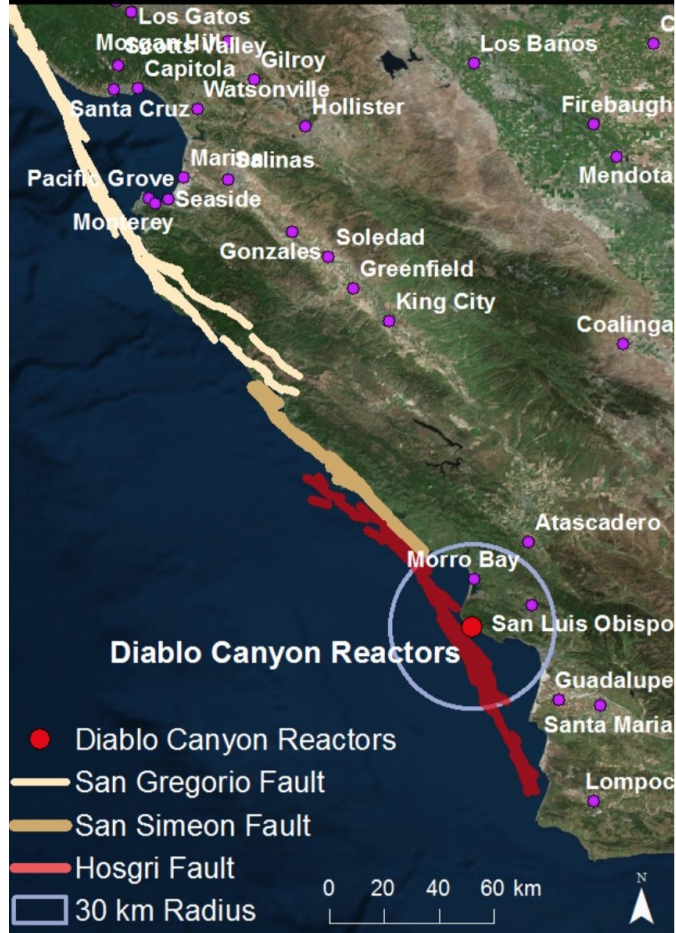 Los Gatos
C
Morgan Hill
Scotts Valley
Los Banos
Gilroy
Capitola
Watsonville
Santa Cruz
Hollister
Firebaugh
Marina
Salinas
Mendota
Pacific Grove
Seaside
Monterey
Soledad
Gonzales
Greenfield
King City
Coalinga
Atascadero
Morro Bay
San Luis Obispo
Diablo Canyon Reactors
Guadalupe
Santa Maria
Diablo Canyon Reactors
San Gregorio Fault
Lompoc
San Simeon Fault
Hosgri Fault
30 km Radius
0 20 40 60 km
N